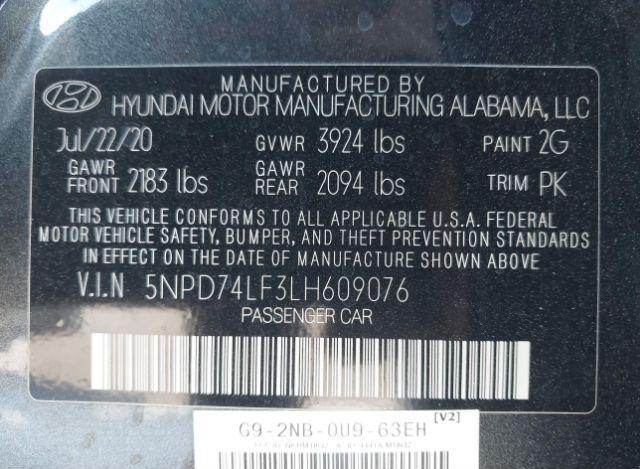 MANUFACTURED BY
HYUNDAI MOTOR MANUFACTURING ALABAMA, LLC
Jul/22/20 GVWR 3924 lbs PAINT 2G
GAWR FRONT 2183 lbs GAWR REAR 2094 lbs TRIM PK
THIS VEHICLE CONFORMS TO ALL APPLICABLE U.S.A. FEDERAL
MOTOR VEHICLE SAFETY, BUMPER, AND THEFT PREVENTION STANDARDS
IN EFFECT ON THE DATE OF MANUFACTURE SHOWN ABOVE
V.I.N 5NPD74LF3LH609076
PASSENGER CAR
[V2]
G9-2NB-0U9-63EH